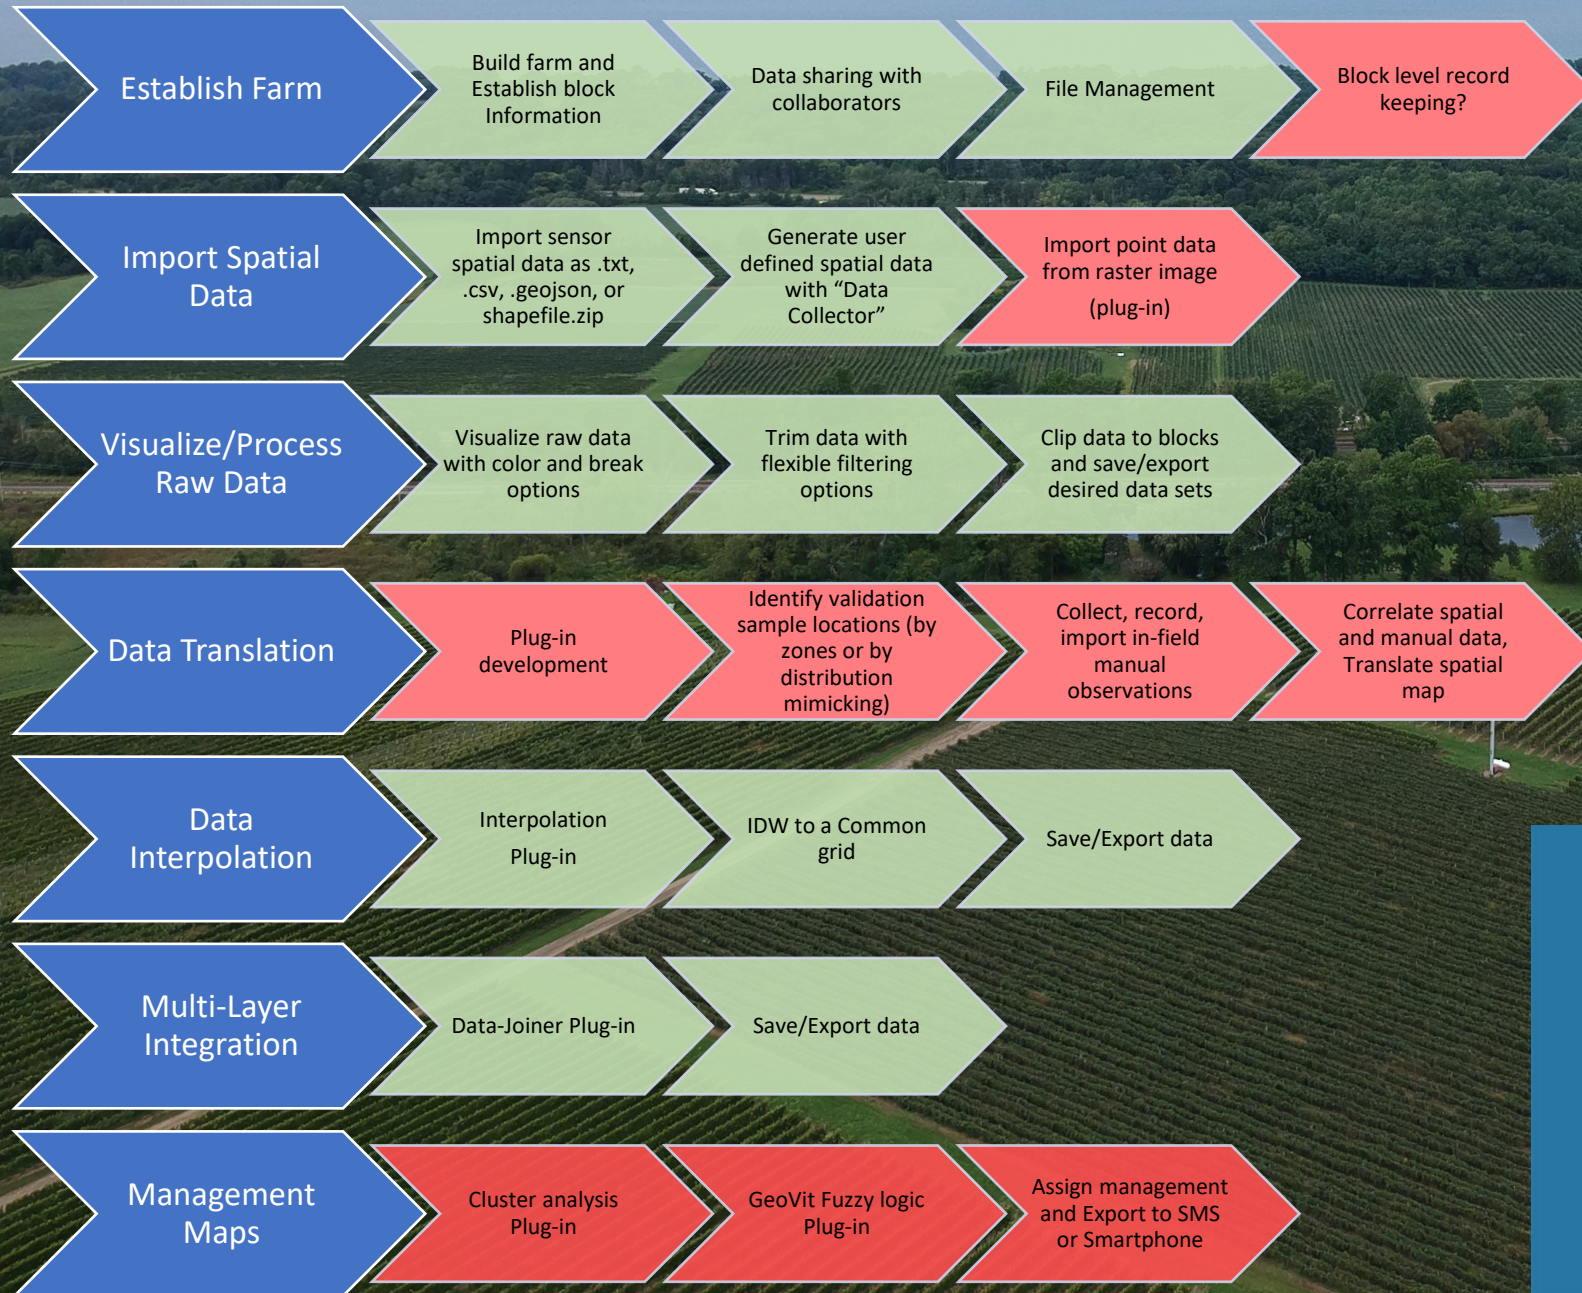 Establish Farm
Build farm and
Establish block
Information
Data sharing with
collaborators
File Management
Block level record
keeping?
Import Spatial
Data
Import sensor
spatial data as .txt,
.csv, .geojson, or
shapefile.zip
Generate user
defined spatial data
with “Data
Collector”
Import point data
from raster image
(plug-in)
Visualize/Process
Raw Data
Visualize raw data
with color and break
options
Trim data with
flexible filtering
options
Clip data to blocks
and save/export
desired data sets
Data Translation
Plug-in
development
Identify validation
sample locations (by
zones or by
distribution
mimicking)
Collect, record,
import in-field
manual
observations
Correlate spatial
and manual data,
Translate spatial
map
Data
Interpolation
Interpolation
Plug-in
IDW to a Common
grid
Save/Export data
Multi-Layer
Integration
Data-Joiner Plug-in
Save/Export data
Management
Maps
Cluster analysis
Plug-in
GeoVit Fuzzy logic
Plug-in
Assign management
and Export to SMS
or Smartphone